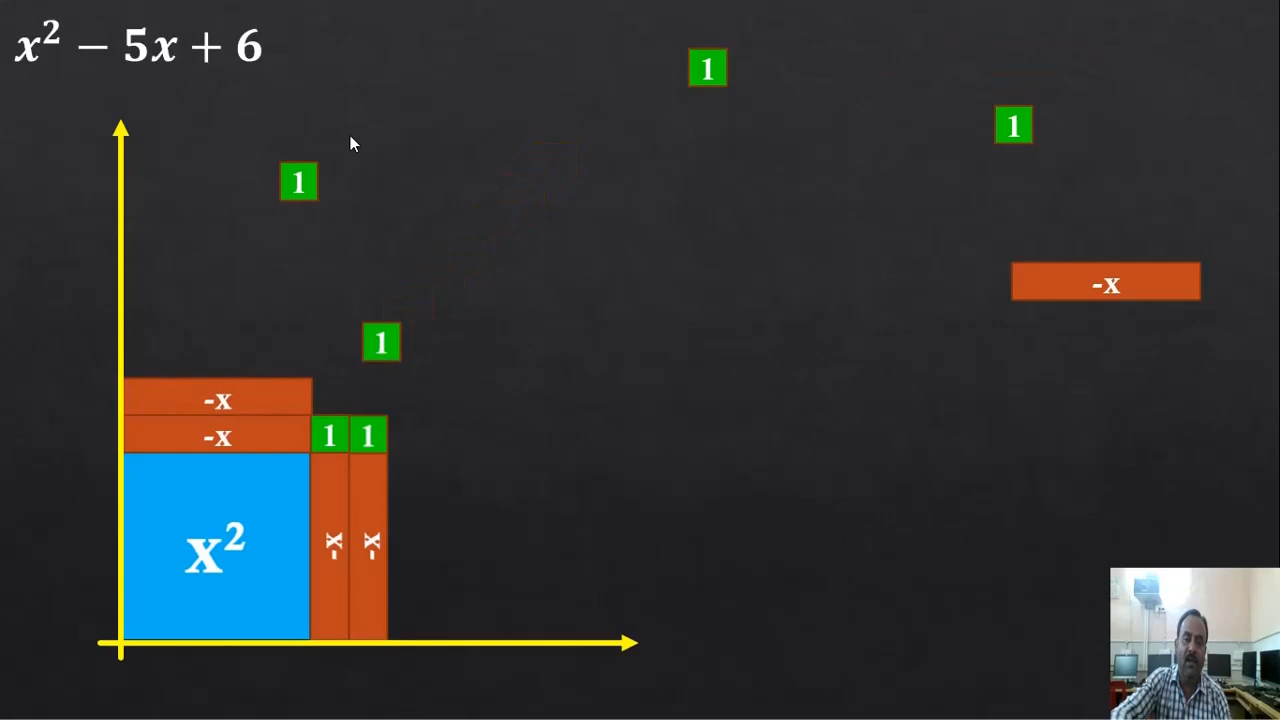 x² − 5x + 6
1
1
1
-x
1
-x
-x 1 1
x² -x -x